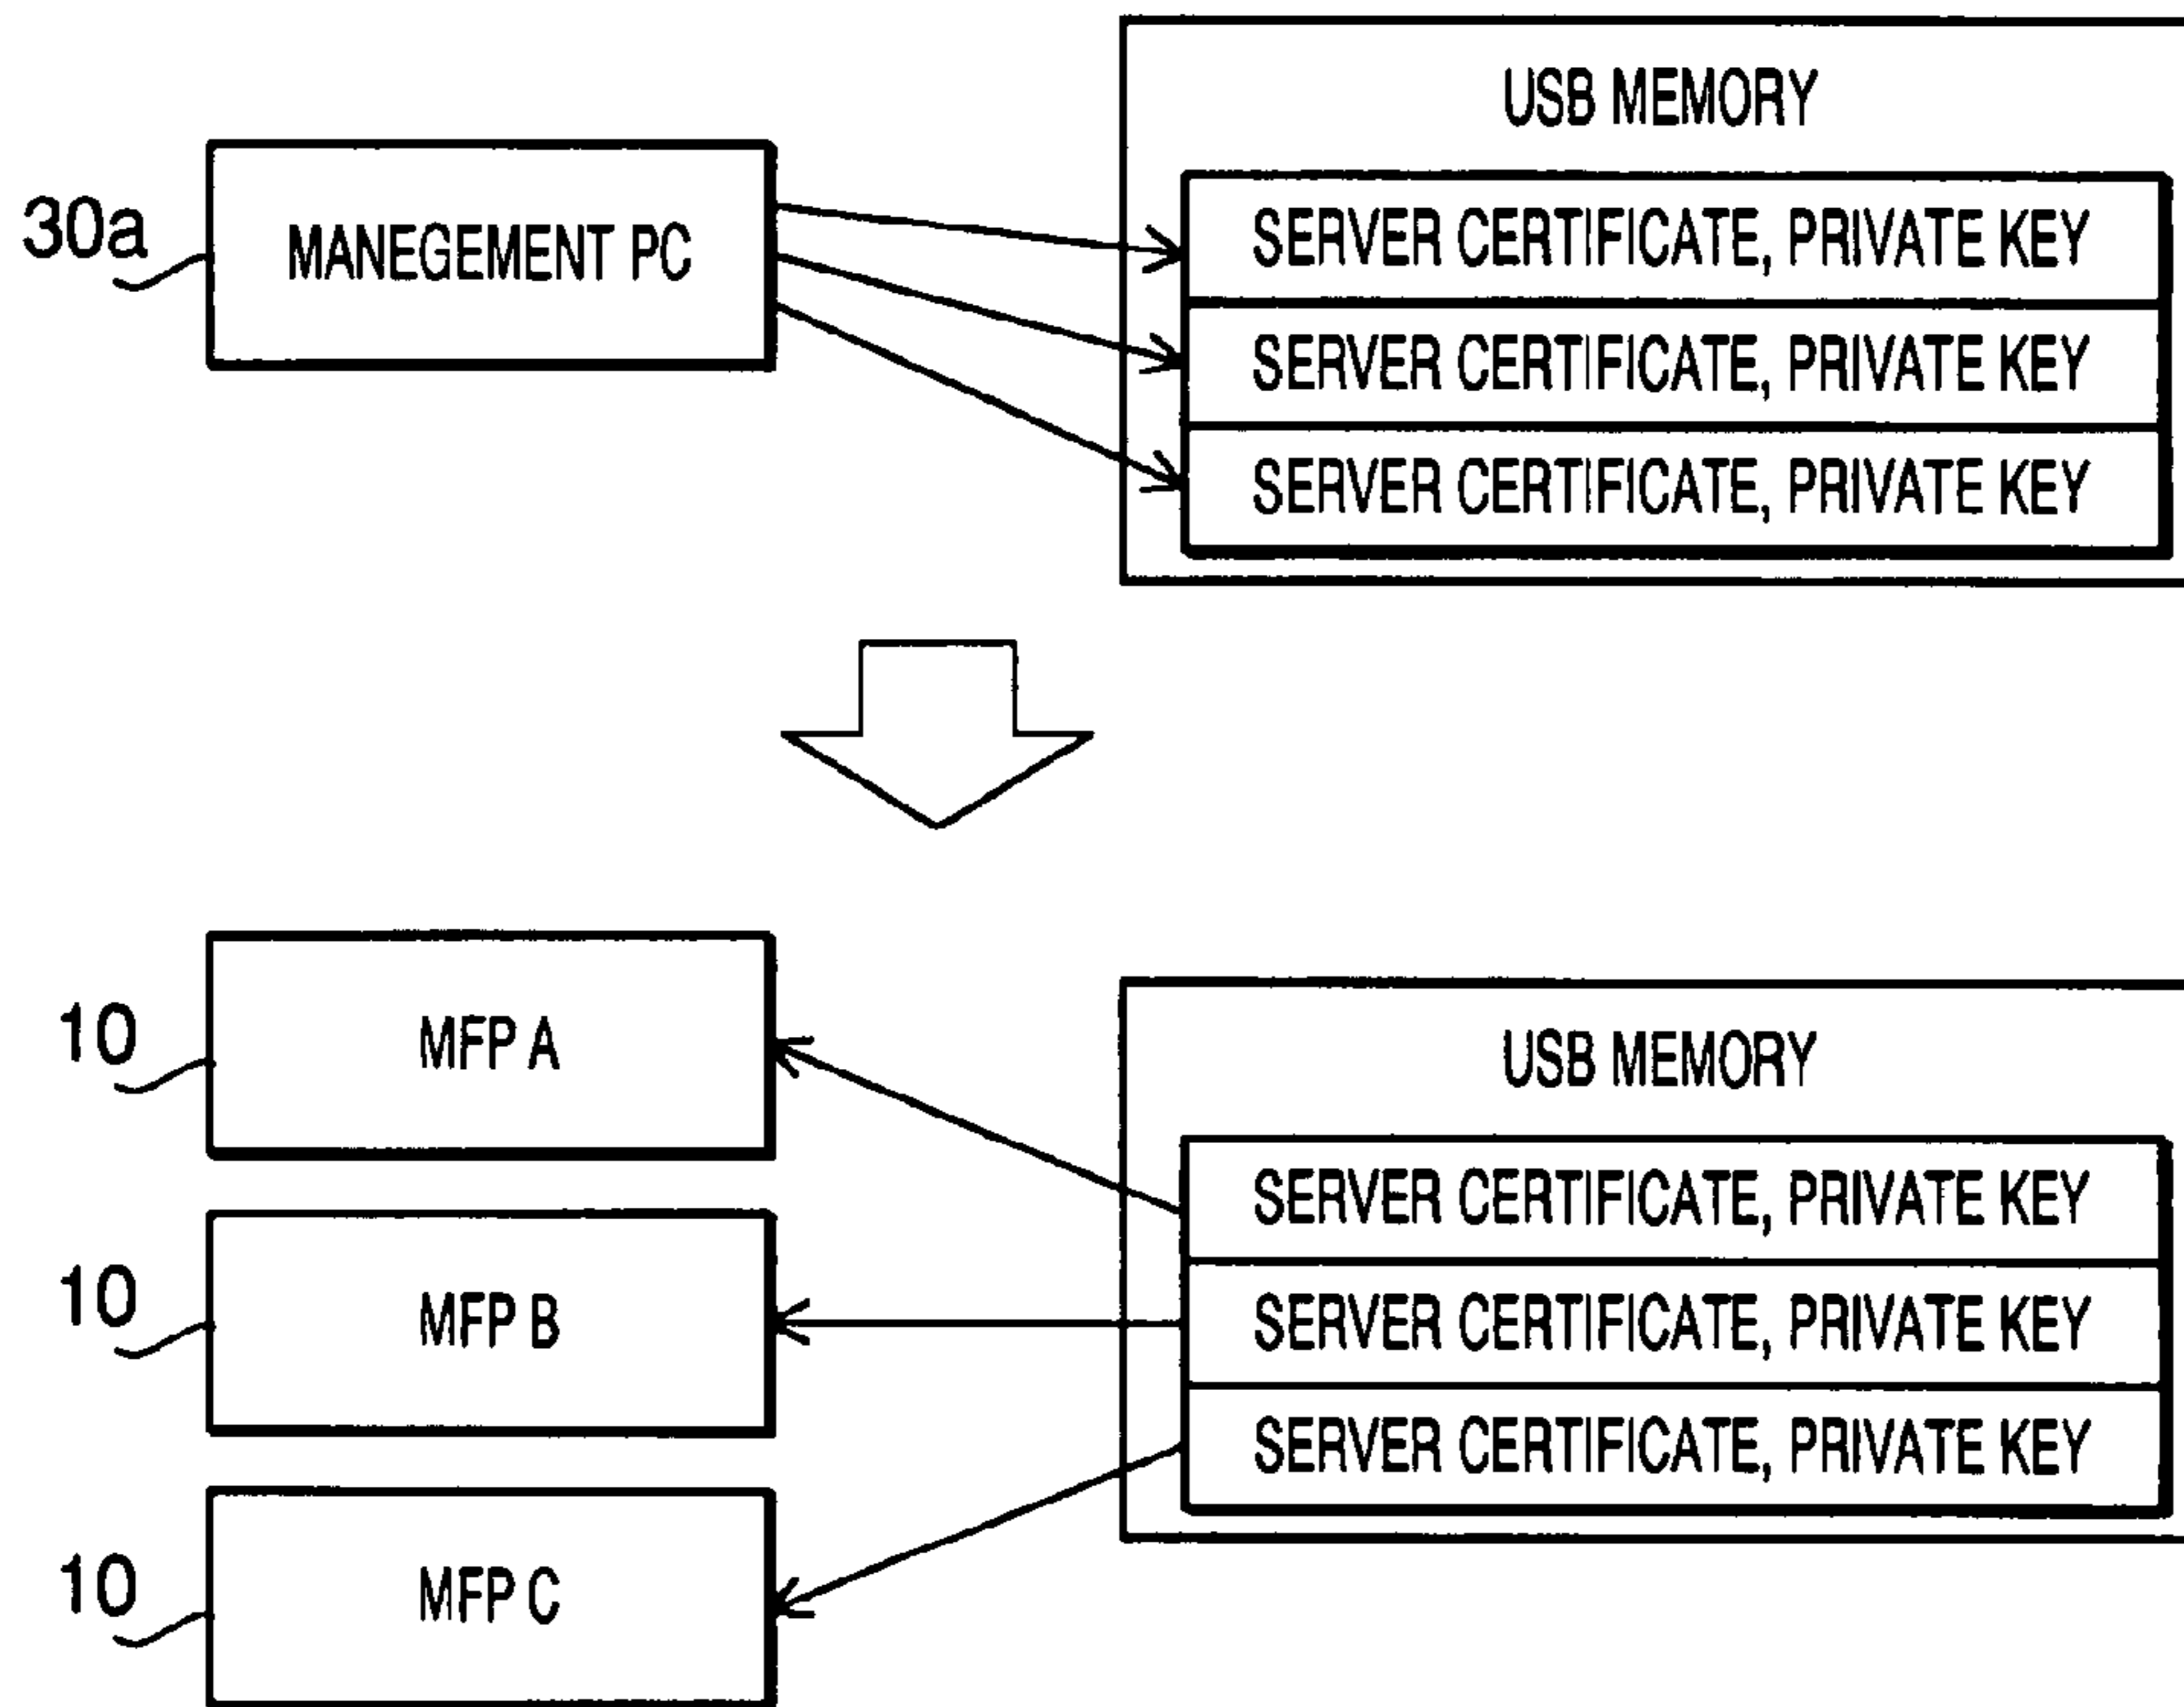 USB MEMORY
30a
MANEGEMENT PC
SERVER CERTIFICATE, PRIVATE KEY
SERVER CERTIFICATE, PRIVATE KEY
SERVER CERTIFICATE, PRIVATE KEY
10
MFP A
USB MEMORY
SERVER CERTIFICATE, PRIVATE KEY
10
MFP B
SERVER CERTIFICATE, PRIVATE KEY
SERVER CERTIFICATE, PRIVATE KEY
10
MFP C